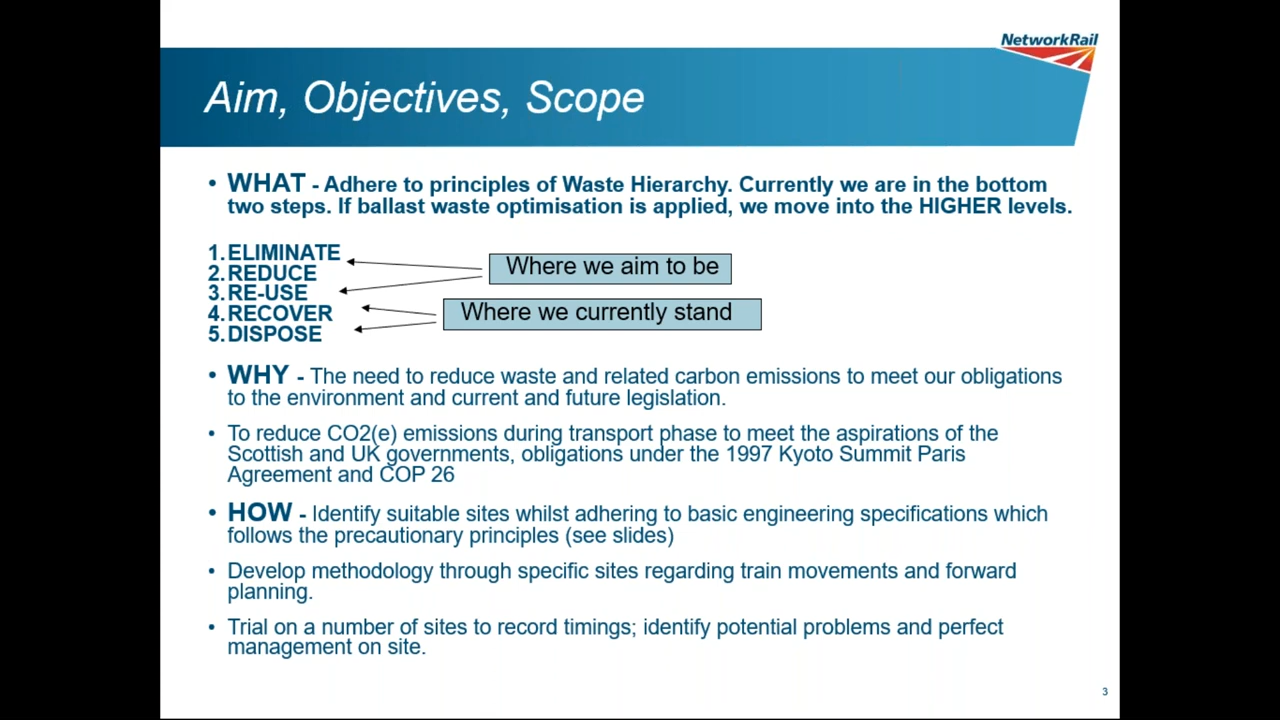 NetworkRail
Aim, Objectives, Scope
• WHAT - Adhere to principles of Waste Hierarchy. Currently we are in the bottom
two steps. If ballast waste optimisation is applied, we move into the HIGHER levels.
1. ELIMINATE
2. REDUCE
3. RE-USE
4. RECOVER
5. DISPOSE
Where we aim to be
Where we currently stand
• WHY - The need to reduce waste and related carbon emissions to meet our obligations
to the environment and current and future legislation.
• To reduce CO2(e) emissions during transport phase to meet the aspirations of the
Scottish and UK governments, obligations under the 1997 Kyoto Summit Paris
Agreement and COP 26
• HOW - Identify suitable sites whilst adhering to basic engineering specifications which
follows the precautionary principles (see slides)
• Develop methodology through specific sites regarding train movements and forward
planning.
• Trial on a number of sites to record timings; identify potential problems and perfect
management on site.
3